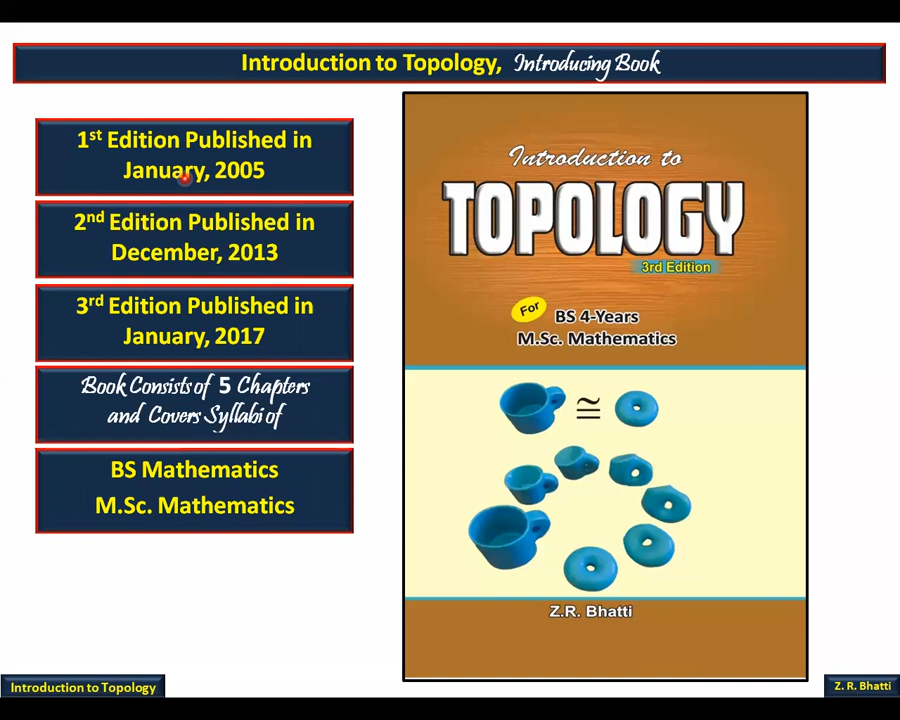 Introduction to Topology, Introducing Book
1st Edition Published in
January, 2005
2nd Edition Published in
December, 2013
3rd Edition Published in
January, 2017
Book Consists of 5 Chapters
and Covers Syllabi of
BS Mathematics
M.Sc. Mathematics
Introduction to
TOPOLOGY
3rd Edition
For BS 4-Years
M.Sc. Mathematics
≅
Z.R. Bhatti
Introduction to Topology
Z. R. Bhatti